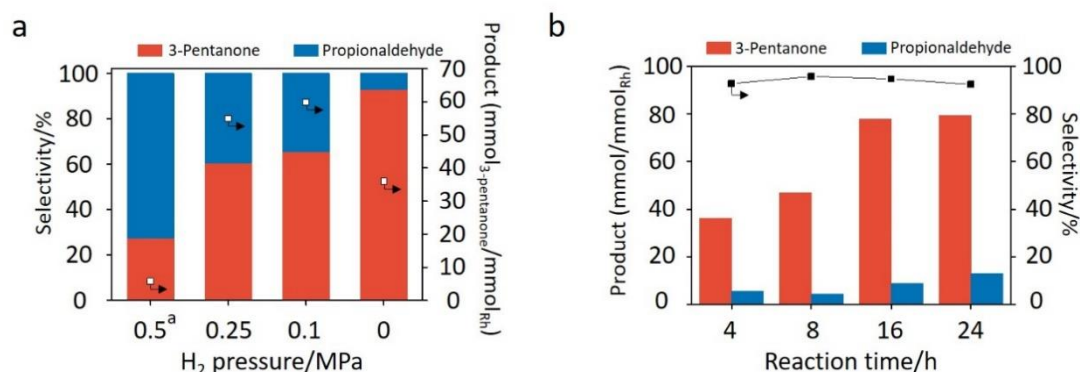 a
3-Pentanone Propionaldehyde
Selectivity/%
100
80
60
40
20
0
70
60
50
40
30
20
10
0
Product (mmol3-pentanone/mmolRh)
0.5a 0.25 0.1 0
H2 pressure/MPa
b
3-Pentanone Propionaldehyde
Product (mmol/mmolRh)
100
80
60
40
20
0
100
80
60
40
20
0
Selectivity/%
4 8 16 24
Reaction time/h